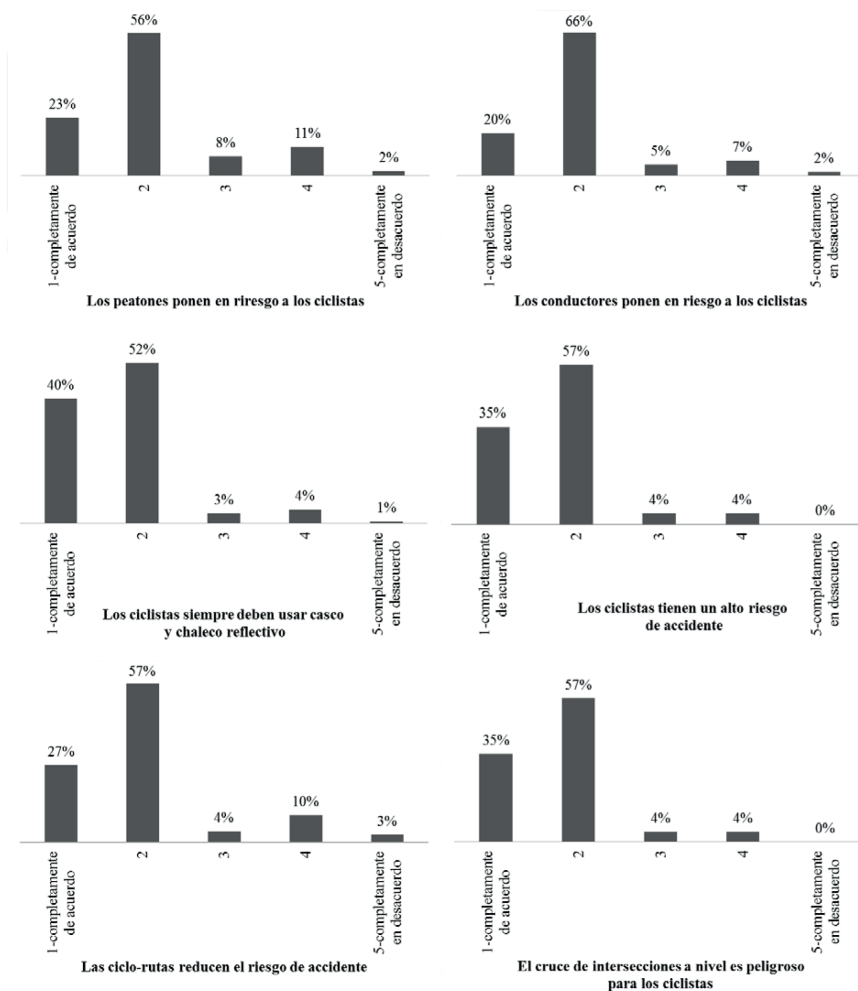 56%
23%
8%
11%
2%
1-completamente
de acuerdo
2
3
4
5-completamente
en desacuerdo
Los peatones ponen en riresgo a los ciclistas
66%
20%
5%
7%
2%
1-completamente
de acuerdo
2
3
4
5-completamente
en desacuerdo
Los conductores ponen en riesgo a los ciclistas
52%
40%
3%
4%
1%
1-completamente
de acuerdo
2
3
4
5-completamente
en desacuerdo
Los ciclistas siempre deben usar casco
y chaleco reflectivo
57%
35%
4%
4%
0%
1-completamente
de acuerdo
2
3
4
5-completamente
en desacuerdo
Los ciclistas tienen un alto riesgo
de accidente
57%
27%
4%
10%
3%
1-completamente
de acuerdo
2
3
4
5-completamente
en desacuerdo
Las ciclo-rutas reducen el riesgo de accidente
57%
35%
4%
4%
0%
1-completamente
de acuerdo
2
3
4
5-completamente
en desacuerdo
El cruce de intersecciones a nivel es peligroso
para los ciclistas